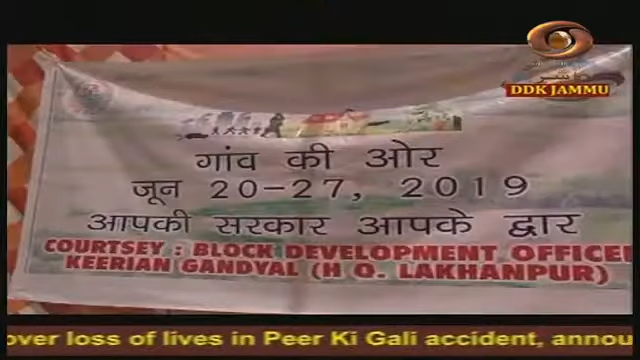 DDK JAMMU
गांव की ओर
जून 20-27, 2019
आपकी सरकार आपके द्वार
COURTSEY : BLOCK DEVELOPMENT OFFICER
KEERIAN GANDYAL (H Q. LAKHANPUR)
over loss of lives in Peer Ki Gali accident, annou